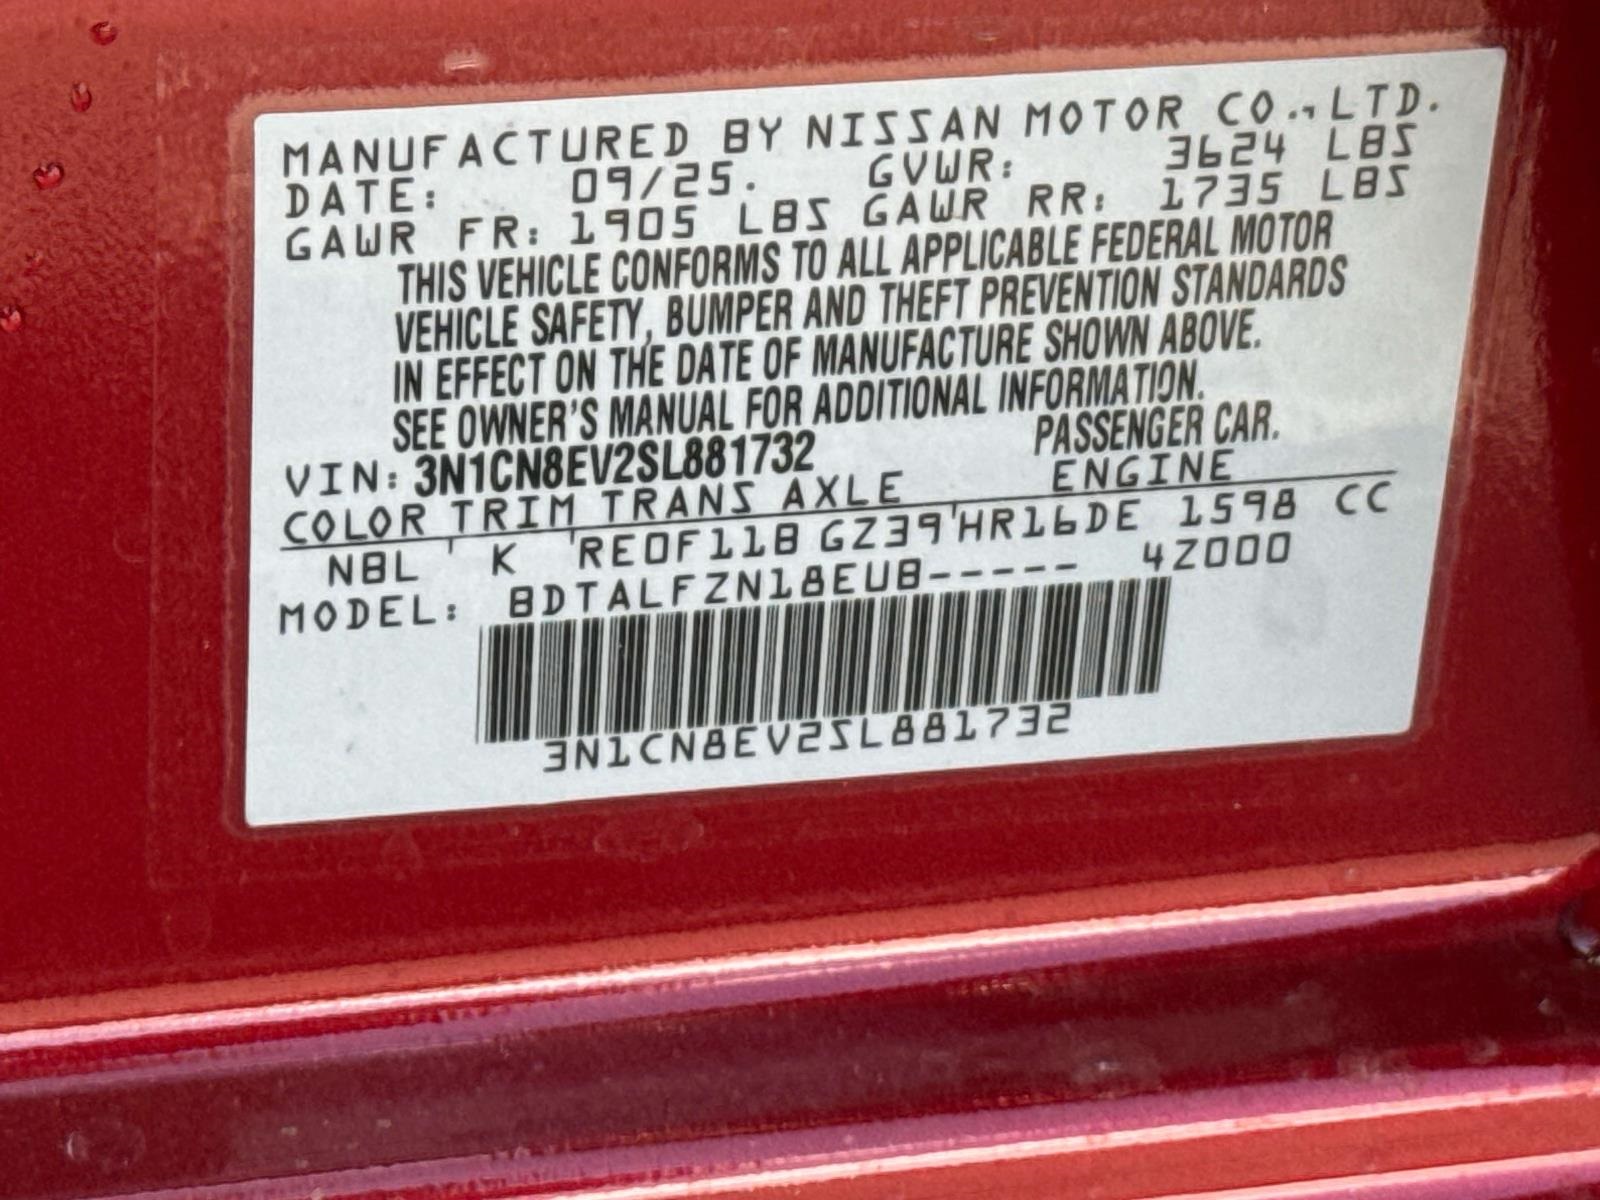 MANUFACTURED BY NISSAN MOTOR CO.,LTD.
DATE: 09/25. GVWR: 3624 LBS
GAWR FR: 1905 LBS GAWR RR: 1735 LBS
THIS VEHICLE CONFORMS TO ALL APPLICABLE FEDERAL MOTOR
VEHICLE SAFETY, BUMPER AND THEFT PREVENTION STANDARDS
IN EFFECT ON THE DATE OF MANUFACTURE SHOWN ABOVE.
SEE OWNER'S MANUAL FOR ADDITIONAL INFORMATION.
VIN: 3N1CN8EV2SL881732 PASSENGER CAR.
COLOR TRIM TRANS AXLE ENGINE
NBL K RE0F11B GZ39 HR16DE 1598 CC
MODEL: BDTALFZN18EUB----- 4Z000
3N1CN8EV2SL881732